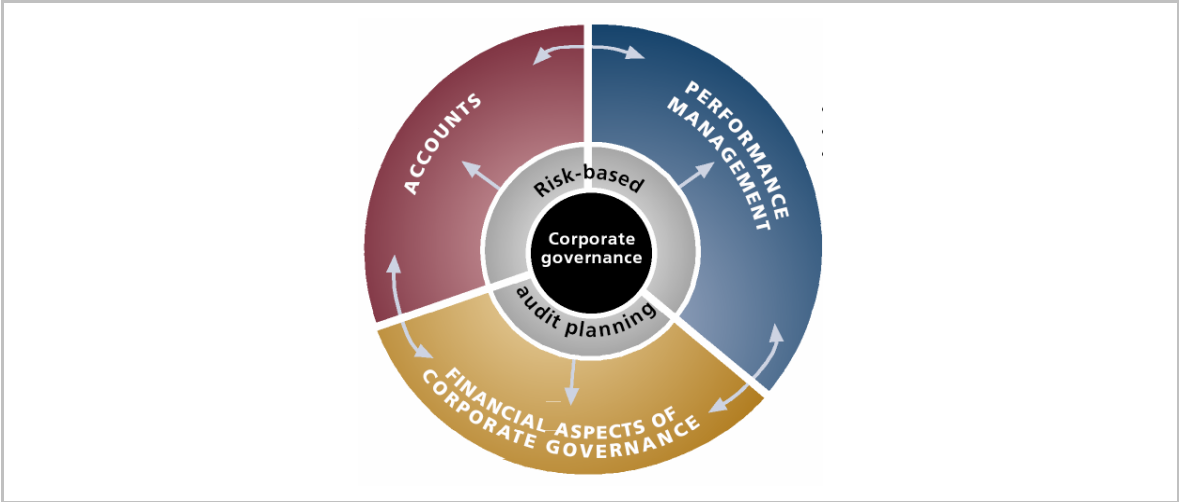 ACCOUNTS
PERFORMANCE
MANAGEMENT
Risk-based
Corporate
governance
audit planning
FINANCIAL ASPECTS OF
CORPORATE GOVERNANCE